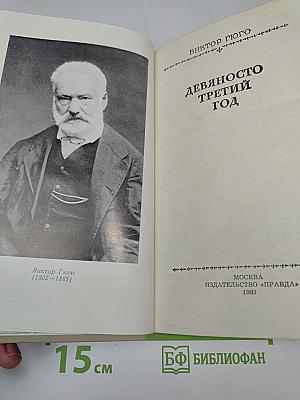 Виктор Гюго
(1802—1885)
ВИКТОР ГЮГО
ДЕВЯНОСТО
ТРЕТИЙ
ГОД
МОСКВА
ИЗДАТЕЛЬСТВО «ПРАВДА»
1981
15 см
БФ БИБЛИОФАН